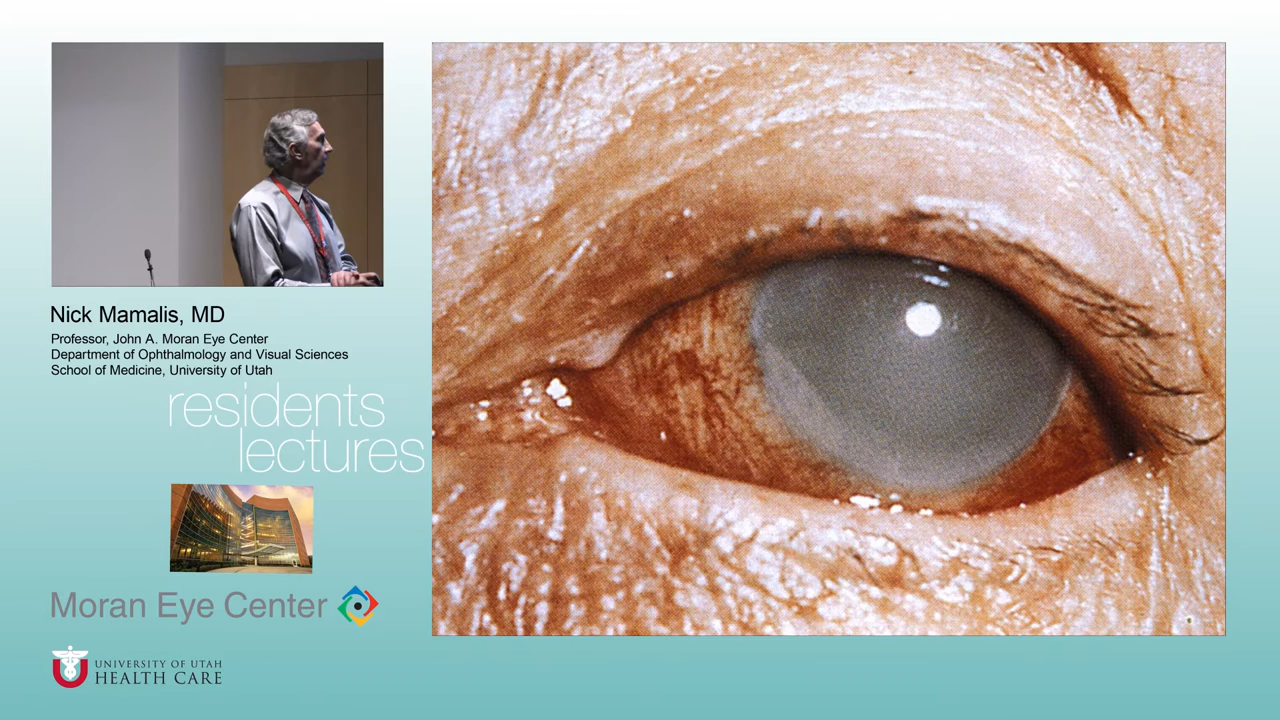 Nick Mamalis, MD
Professor, John A. Moran Eye Center
Department of Ophthalmology and Visual Sciences
School of Medicine, University of Utah
residents
lectures
Moran Eye Center
UNIVERSITY OF UTAH
HEALTH CARE